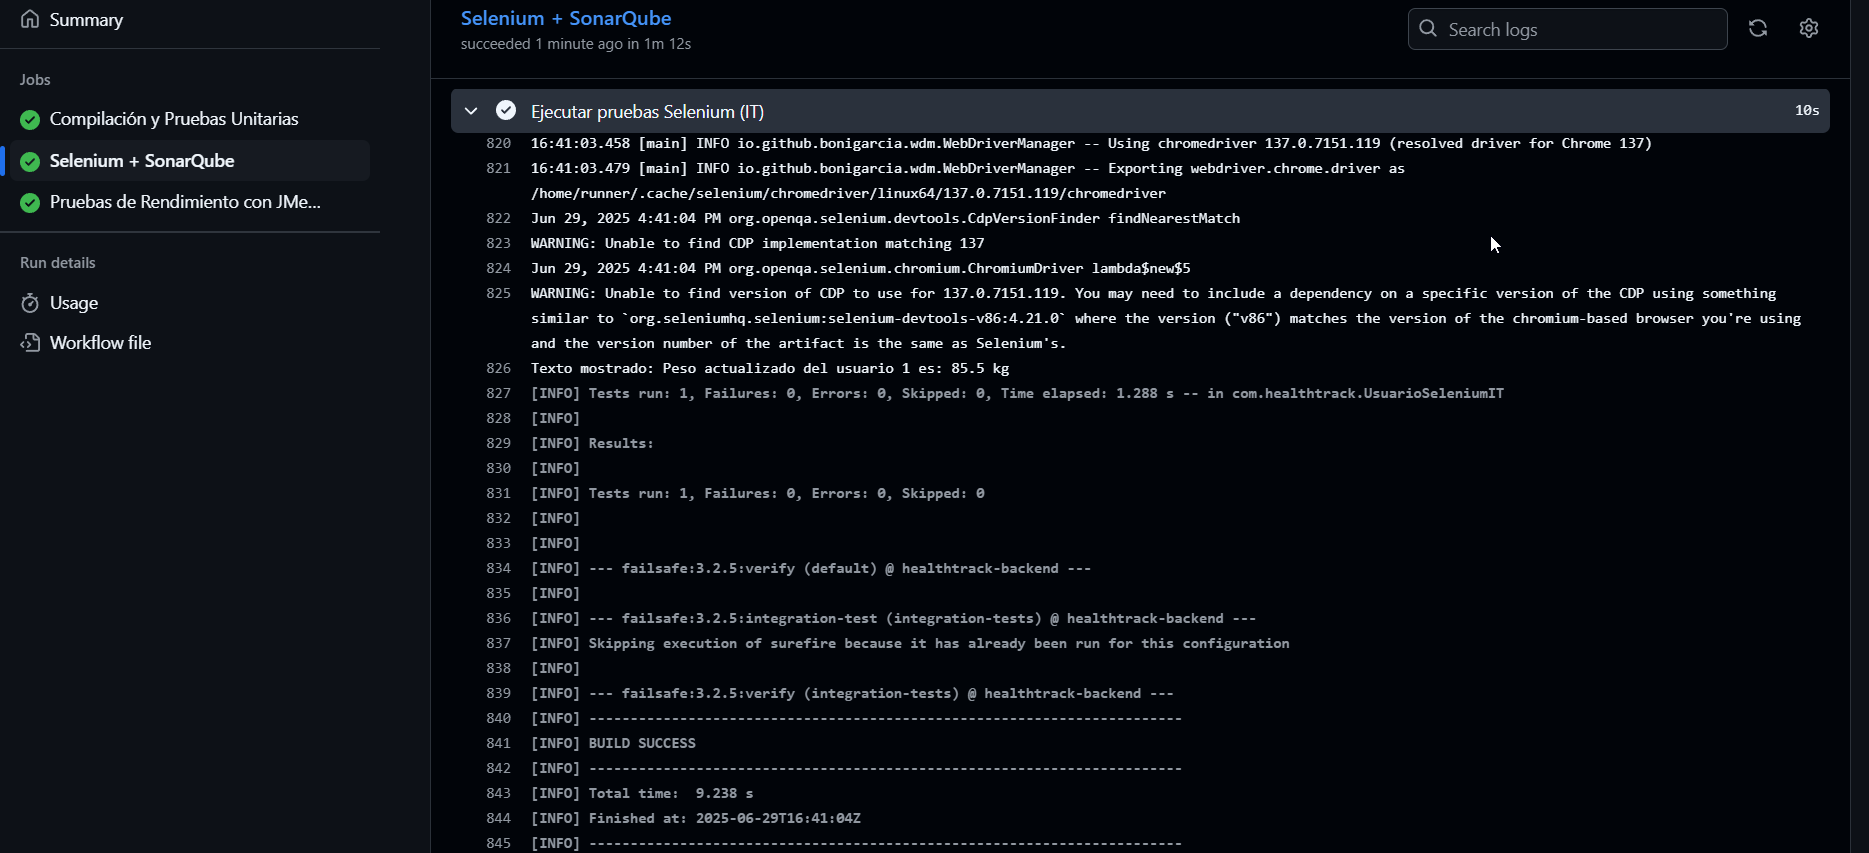 Summary
Jobs
Compilación y Pruebas Unitarias
Selenium + SonarQube
Pruebas de Rendimiento con JMe...
Run details
Usage
Workflow file
Selenium + SonarQube
succeeded 1 minute ago in 1m 12s
Search logs
Ejecutar pruebas Selenium (IT) 10s
820 16:41:03.458 [main] INFO io.github.bonigarcia.wdm.WebDriverManager -- Using chromedriver 137.0.7151.119 (resolved driver for Chrome 137)
821 16:41:03.479 [main] INFO io.github.bonigarcia.wdm.WebDriverManager -- Exporting webdriver.chrome.driver as
/home/runner/.cache/selenium/chromedriver/linux64/137.0.7151.119/chromedriver
822 Jun 29, 2025 4:41:04 PM org.openqa.selenium.devtools.CdpVersionFinder findNearestMatch
823 WARNING: Unable to find CDP implementation matching 137
824 Jun 29, 2025 4:41:04 PM org.openqa.selenium.chromium.ChromiumDriver lambda$new$5
825 WARNING: Unable to find version of CDP to use for 137.0.7151.119. You may need to include a dependency on a specific version of the CDP using something
similar to `org.seleniumhq.selenium:selenium-devtools-v86:4.21.0` where the version ("v86") matches the version of the chromium-based browser you're using
and the version number of the artifact is the same as Selenium's.
826 Texto mostrado: Peso actualizado del usuario 1 es: 85.5 kg
827 [INFO] Tests run: 1, Failures: 0, Errors: 0, Skipped: 0, Time elapsed: 1.288 s -- in com.healthtrack.UsuarioSeleniumIT
828 [INFO]
829 [INFO] Results:
830 [INFO]
831 [INFO] Tests run: 1, Failures: 0, Errors: 0, Skipped: 0
832 [INFO]
833 [INFO]
834 [INFO] --- failsafe:3.2.5:verify (default) @ healthtrack-backend ---
835 [INFO]
836 [INFO] --- failsafe:3.2.5:integration-test (integration-tests) @ healthtrack-backend ---
837 [INFO] Skipping execution of surefire because it has already been run for this configuration
838 [INFO]
839 [INFO] --- failsafe:3.2.5:verify (integration-tests) @ healthtrack-backend ---
840 [INFO] ------------------------------------------------------------------------
841 [INFO] BUILD SUCCESS
842 [INFO] ------------------------------------------------------------------------
843 [INFO] Total time:  9.238 s
844 [INFO] Finished at: 2025-06-29T16:41:04Z
845 [INFO] ------------------------------------------------------------------------